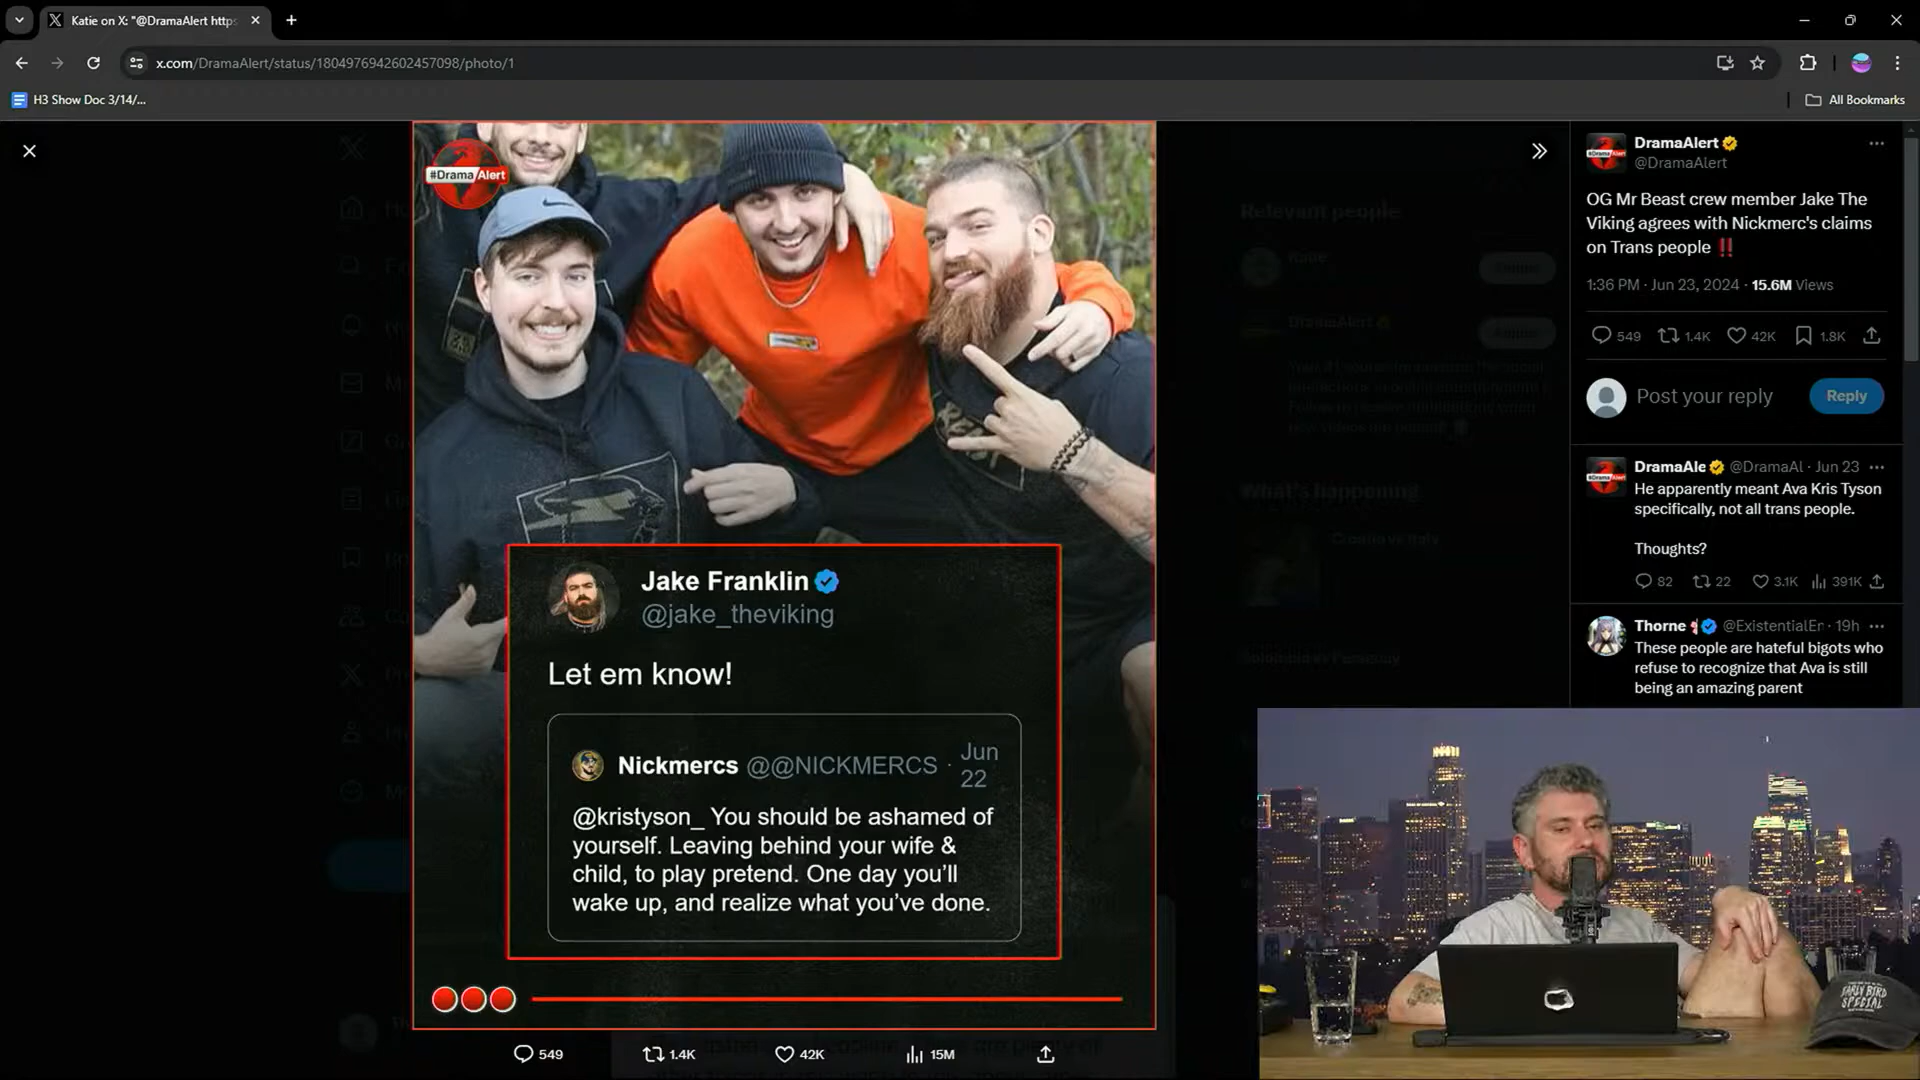 Katie on X: "@DramaAlert http
x.com/DramaAlert/status/1804976942602457098/photo/1
H3 Show Doc 3/14/...
All Bookmarks
#DramaAlert
Jake Franklin
@jake_theviking
Let em know!
Nickmercs @@NICKMERCS · Jun
22
@kristyson_ You should be ashamed of
yourself. Leaving behind your wife &
child, to play pretend. One day you'll
wake up, and realize what you've done.
549
1.4K
42K
15M
Relevant people
Katie
DramaAlert
What's happening
DramaAlert
@DramaAlert
OG Mr Beast crew member Jake The
Viking agrees with Nickmerc's claims
on Trans people ‼️
1:36 PM · Jun 23, 2024 · 15.6M Views
549 1.4K 42K 1.8K
Post your reply
Reply
DramaAle @DramaAl · Jun 23
He apparently meant Ava Kris Tyson
specifically, not all trans people.
Thoughts?
82 22 3.1K 391K
Thorne @ExistentialEr · 19h
These people are hateful bigots who
refuse to recognize that Ava is still
being an amazing parent
EARLY BIRD
SPECIAL